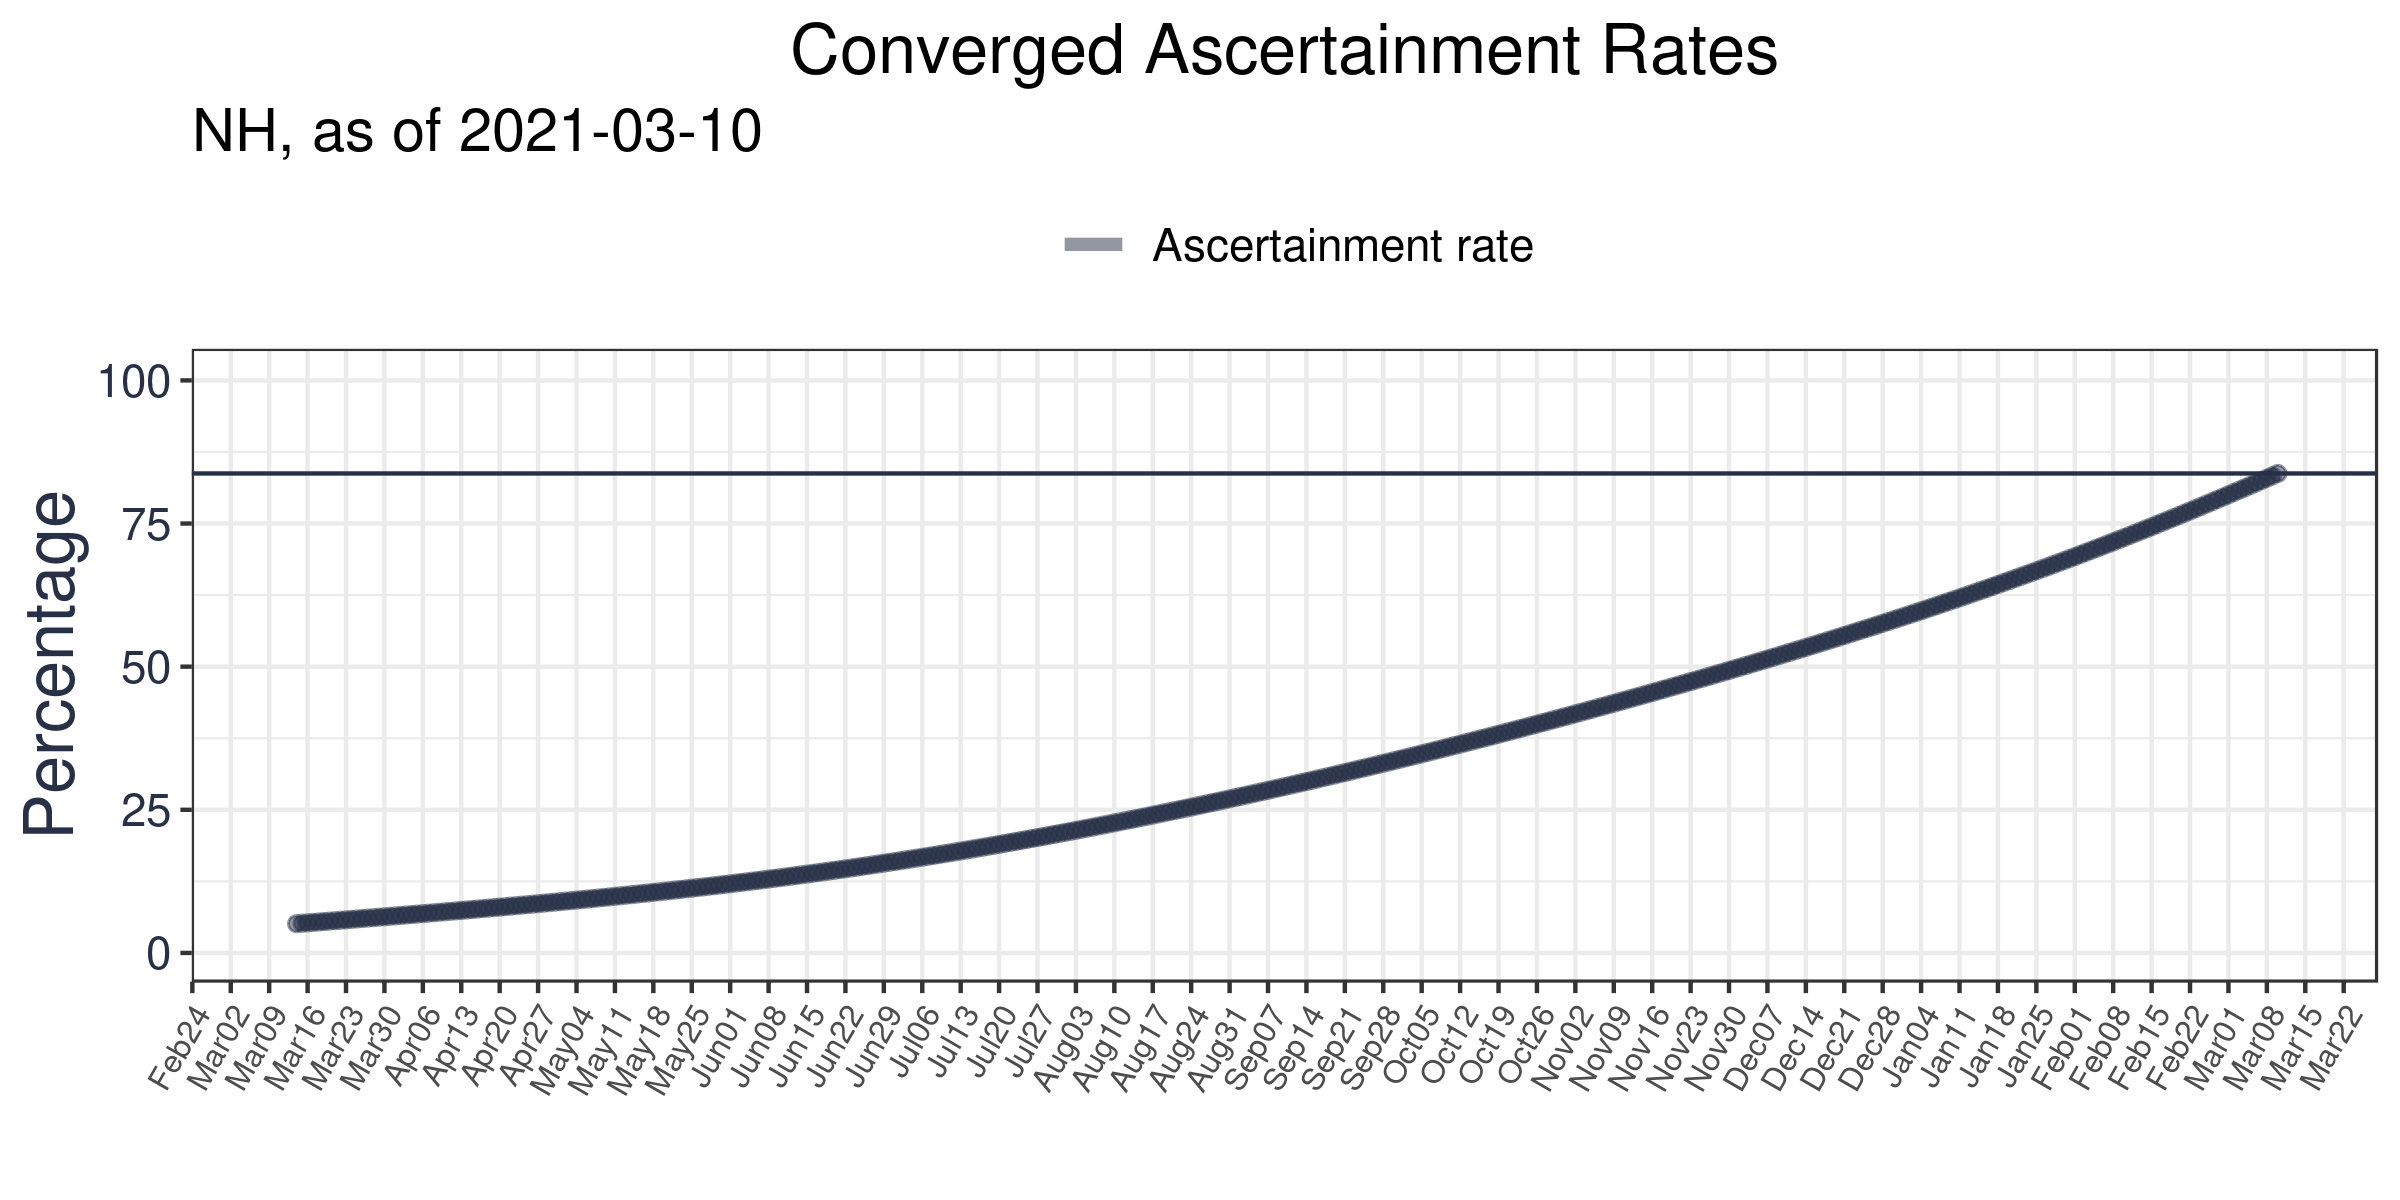 Converged Ascertainment Rates
NH, as of 2021-03-10
Ascertainment rate
Percentage
100
75
50
25
0
Feb24
Mar02
Mar09
Mar16
Mar23
Mar30
Apr06
Apr13
Apr20
Apr27
May04
May11
May18
May25
Jun01
Jun08
Jun15
Jun22
Jun29
Jul06
Jul13
Jul20
Jul27
Aug03
Aug10
Aug17
Aug24
Aug31
Sep07
Sep14
Sep21
Sep28
Oct05
Oct12
Oct19
Oct26
Nov02
Nov09
Nov16
Nov23
Nov30
Dec07
Dec14
Dec21
Dec28
Jan04
Jan11
Jan18
Jan25
Feb01
Feb08
Feb15
Feb22
Mar01
Mar08
Mar15
Mar22